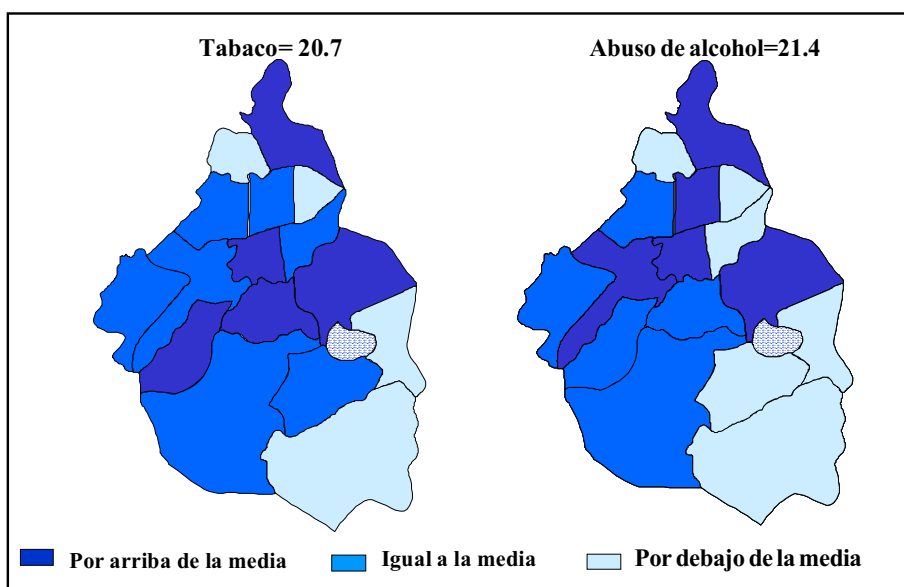 Tabaco= 20.7
Abuso de alcohol=21.4
Por arriba de la media
Igual a la media
Por debajo de la media